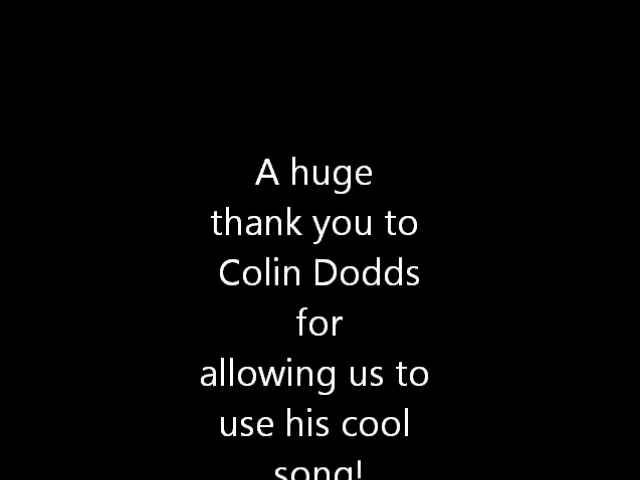 A huge
thank you to
Colin Dodds
for
allowing us to
use his cool
song!